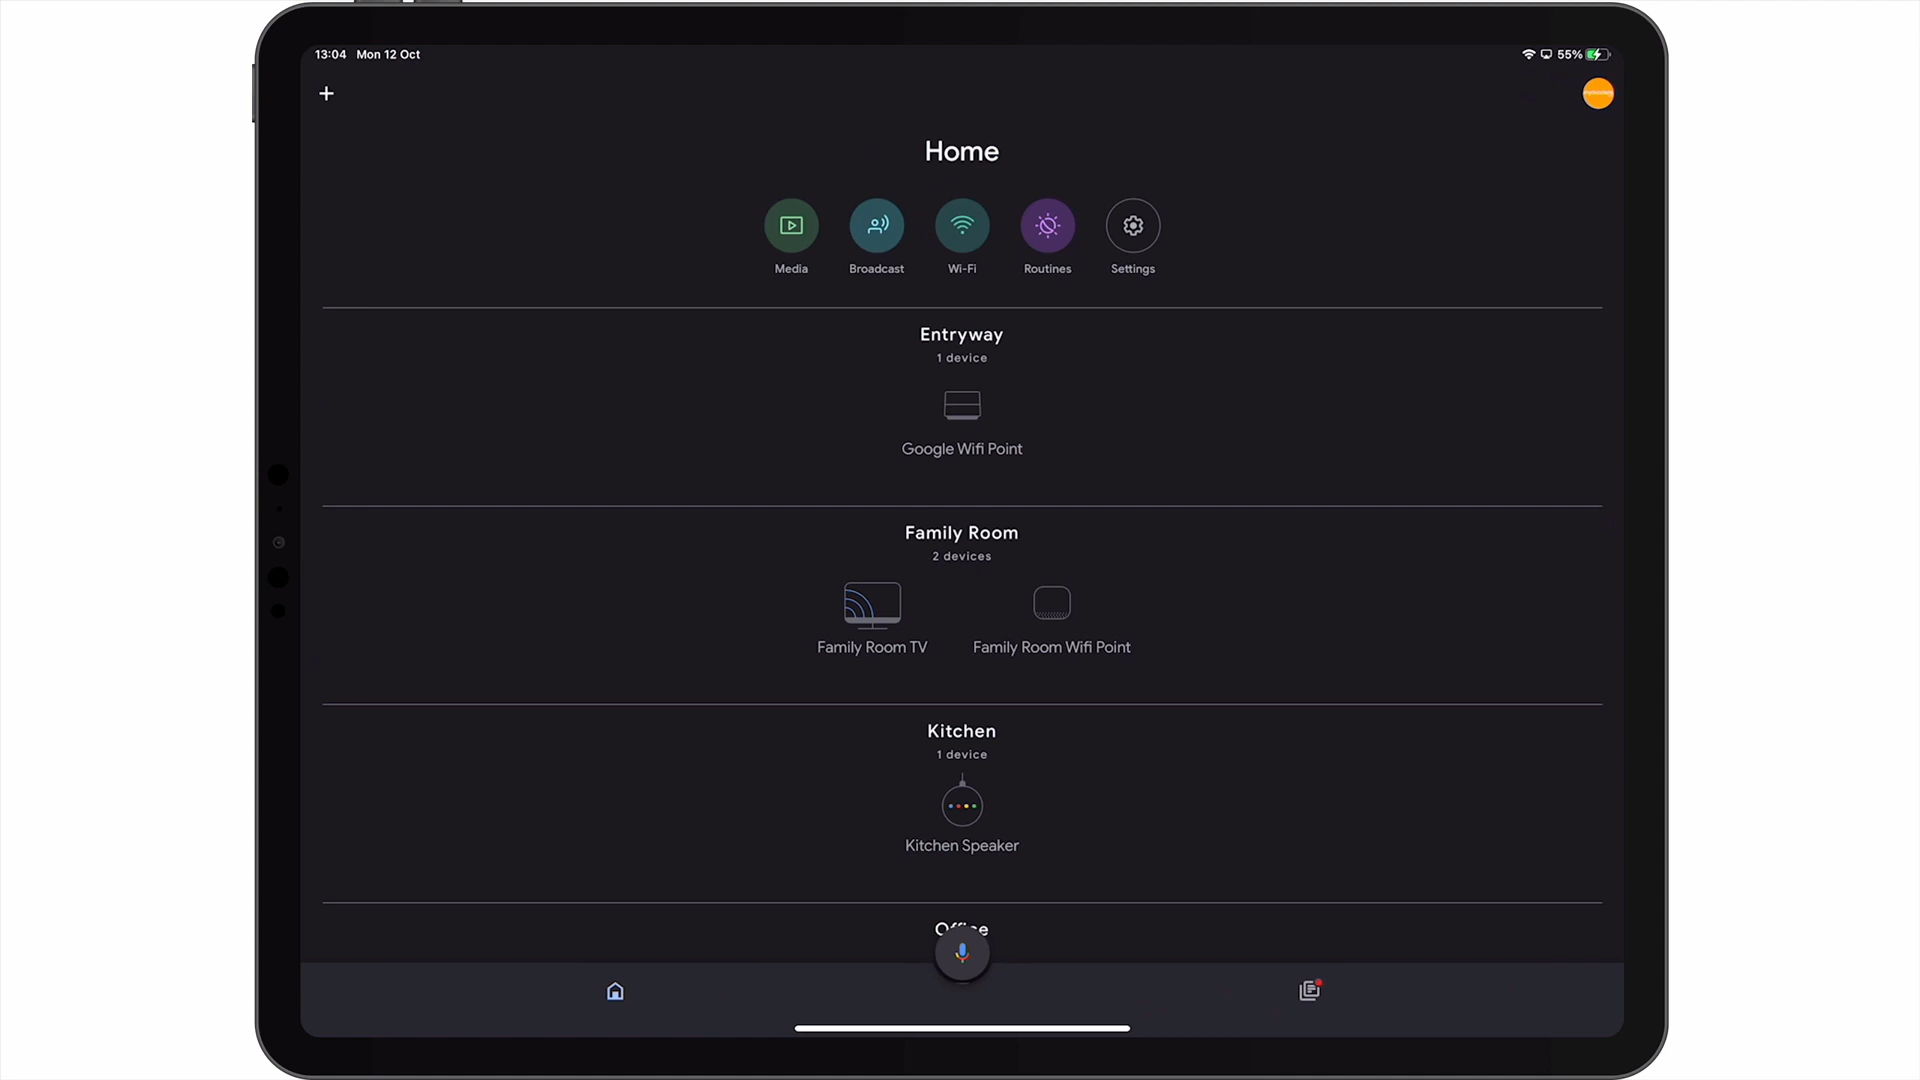 13:04 Mon 12 Oct
55%
Home
Media
Broadcast
Wi-Fi
Routines
Settings
Entryway
1 device
Google Wifi Point
Family Room
2 devices
Family Room TV
Family Room Wifi Point
Kitchen
1 device
Kitchen Speaker
Office